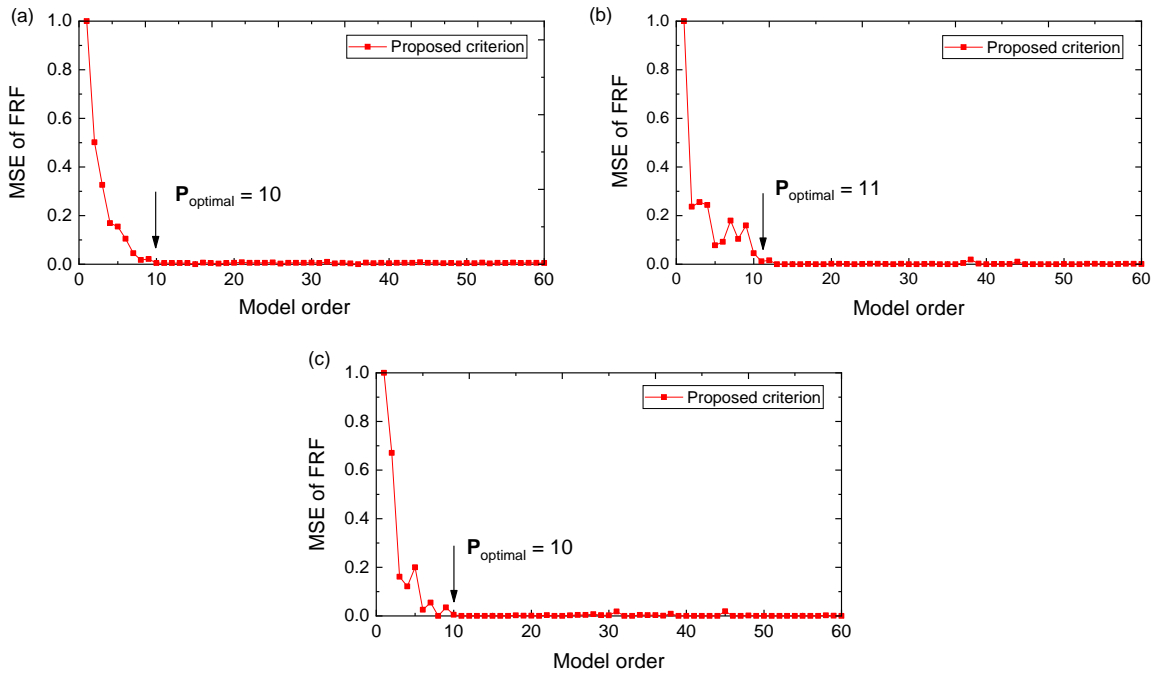 (a)
1.0
0.8
0.6
0.4
0.2
0.0
MSE of FRF
Proposed criterion
P optimal = 10
0 10 20 30 40 50 60
Model order
(b)
1.0
0.8
0.6
0.4
0.2
0.0
MSE of FRF
Proposed criterion
P optimal = 11
0 10 20 30 40 50 60
Model order
(c)
1.0
0.8
0.6
0.4
0.2
0.0
MSE of FRF
Proposed criterion
P optimal = 10
0 10 20 30 40 50 60
Model order